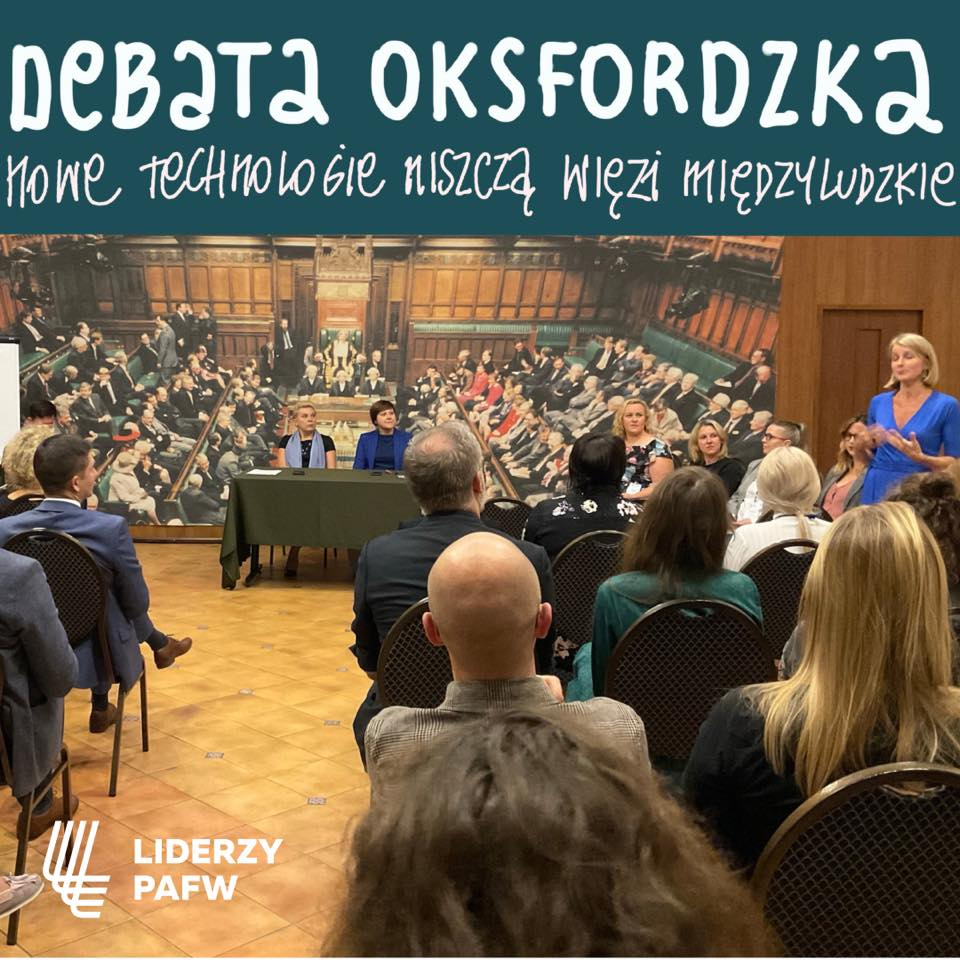 DEBATA OKSFORDZKA
NOWE TECHNOLOGIE NISZCZĄ WIĘZI MIĘDZYLUDZKIE
LIDERZY
PAFW